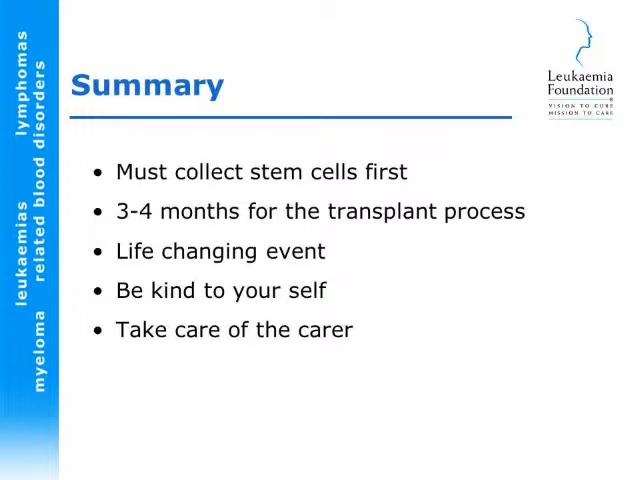 Summary
Leukaemia
Foundation
®
VISION TO CURE
MISSION TO CARE
• Must collect stem cells first
• 3-4 months for the transplant process
• Life changing event
• Be kind to your self
• Take care of the carer
leukaemias lymphomas
myeloma related blood disorders